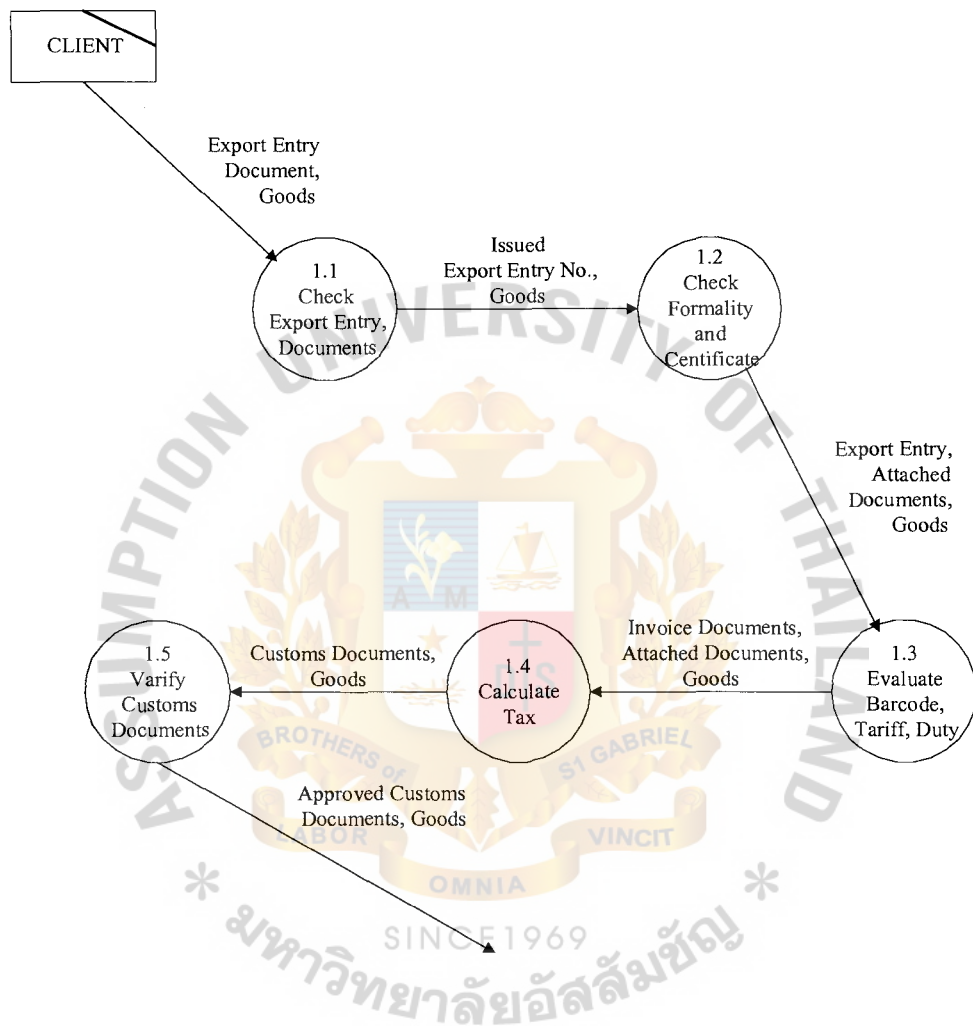 CLIENT
Export Entry
Document,
Goods
1.1
Check
Export Entry,
Documents
Issued
Export Entry No.,
Goods
1.2
Check
Formality
and
Centificate
Export Entry,
Attached
Documents,
Goods
1.3
Evaluate
Barcode,
Tariff, Duty
Invoice Documents,
Attached Documents,
Goods
1.4
Calculate
Tax
Customs Documents,
Goods
1.5
Varify
Customs
Documents
Approved Customs
Documents, Goods
ASSUMPTION UNIVERSITY OF THAILAND
A M
D S
BROTHERS of S1 GABRIEL
LABOR
OMNIA
VINCIT
SINCE1969
* มหาวิทยาลัยอัสสัมชัญ *